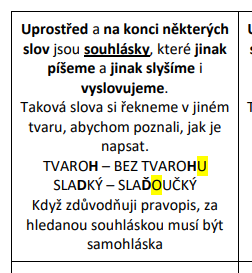 Uprostřed a na konci některých
slov jsou souhlásky, které jinak
píšeme a jinak slyšíme i
vyslovujeme.
Taková slova si řekneme v jiném
tvaru, abychom poznali, jak je
napsat.
TVAROH – BEZ TVAROHU
SLADKÝ – SLAĎOUČKÝ
Když zdůvodňuji pravopis, za
hledanou souhláskou musí být
samohláska